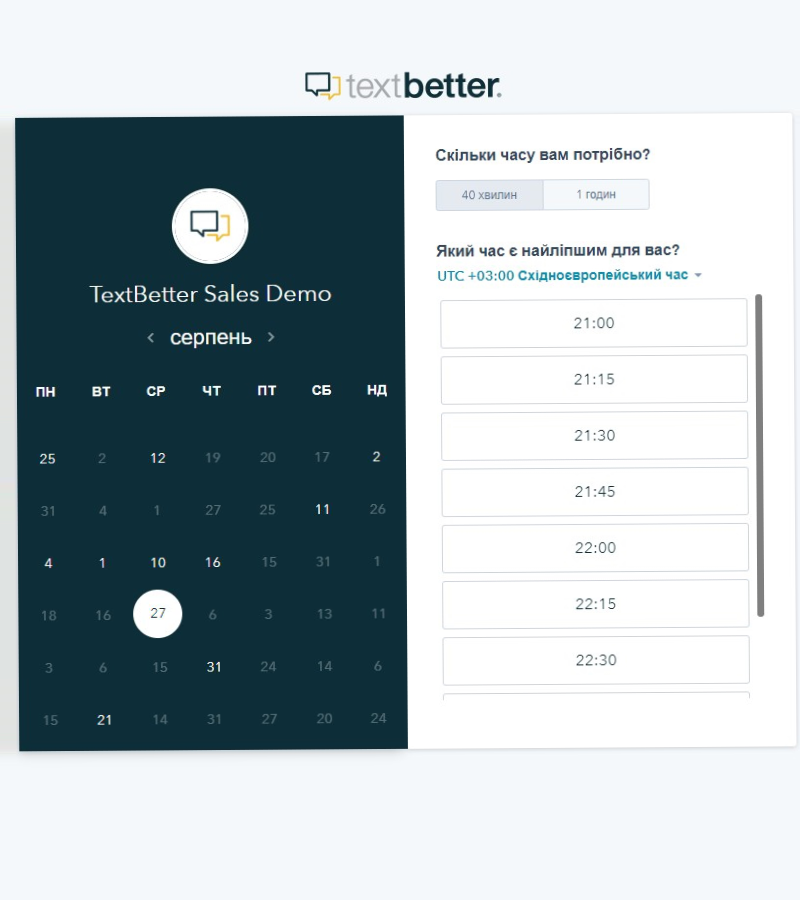 textbetter.
TextBetter Sales Demo
серпень
ПН ВТ СР ЧТ ПТ СБ НД
25 2 12 19 20 17 2
31 4 1 27 25 11 26
4 1 10 16 15 31 1
18 16 27 6 3 13 11
3 6 15 31 24 14 6
15 21 14 31 27 20 24
Скільки часу вам потрібно?
40 хвилин 1 годин
Який час є найліпшим для вас?
UTC +03:00 Східноєвропейський час
21:00
21:15
21:30
21:45
22:00
22:15
22:30